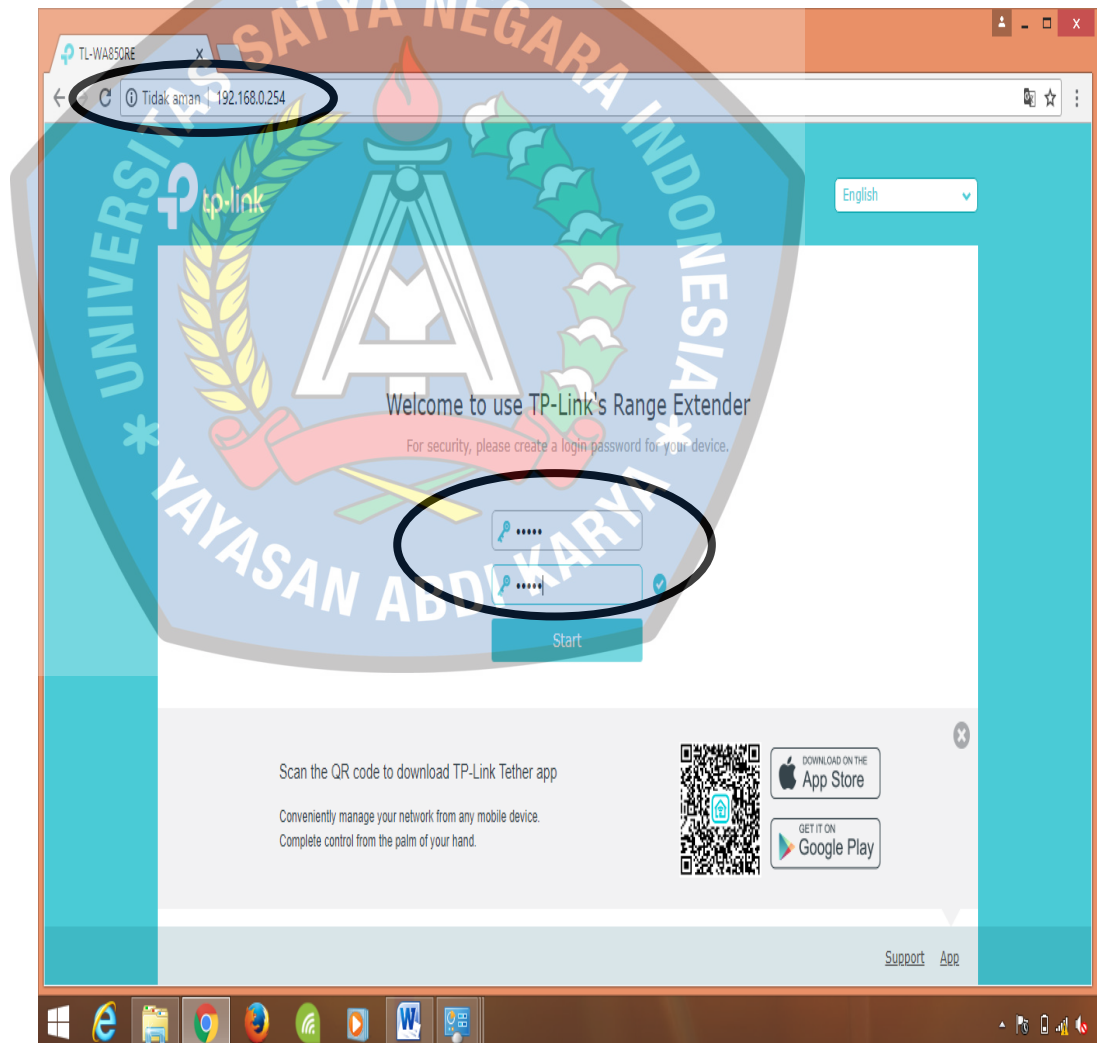 TL-WA850RE
Tidak aman | 192.168.0.254
UNIVERSITAS SATYA NEGARA INDONESIA
* YAYASAN ABDI KARYA *
tp-link
English
Welcome to use TP-Link's Range Extender
For security, please create a login password for your device.
•••••
•••••
Start
Scan the QR code to download TP-Link Tether app
Conveniently manage your network from any mobile device.
Complete control from the palm of your hand.
DOWNLOAD ON THE
App Store
GET IT ON
Google Play
Support App